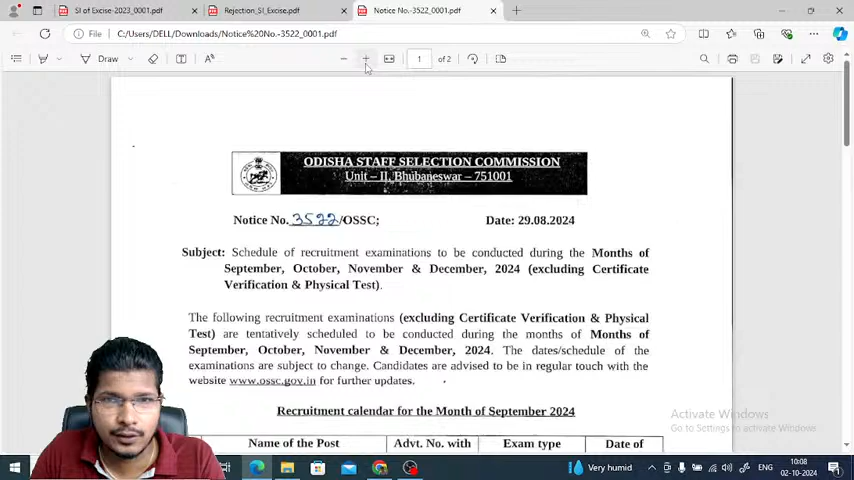 SI of Excise-2023_0001.pdf
Rejection_SI_Excise.pdf
Notice No.-3522_0001.pdf
File
C:/Users/DELL/Downloads/Notice%20No.-3522_0001.pdf
Draw
1
of 2
ODISHA STAFF SELECTION COMMISSION
Unit – II, Bhubaneswar – 751001
Notice No. 3522/OSSC;
Date: 29.08.2024
Subject: Schedule of recruitment examinations to be conducted during the Months of
September, October, November & December, 2024 (excluding Certificate
Verification & Physical Test).
The following recruitment examinations (excluding Certificate Verification & Physical
Test) are tentatively scheduled to be conducted during the months of Months of
September, October, November & December, 2024. The dates/schedule of the
examinations are subject to change. Candidates are advised to be in regular touch with the
website www.ossc.gov.in for further updates.
Recruitment calendar for the Month of September 2024
Name of the Post
Advt. No. with
Exam type
Date of
Activate Windows
Go to Settings to activate Windows.
Very humid
ENG
10:08
02-10-2024